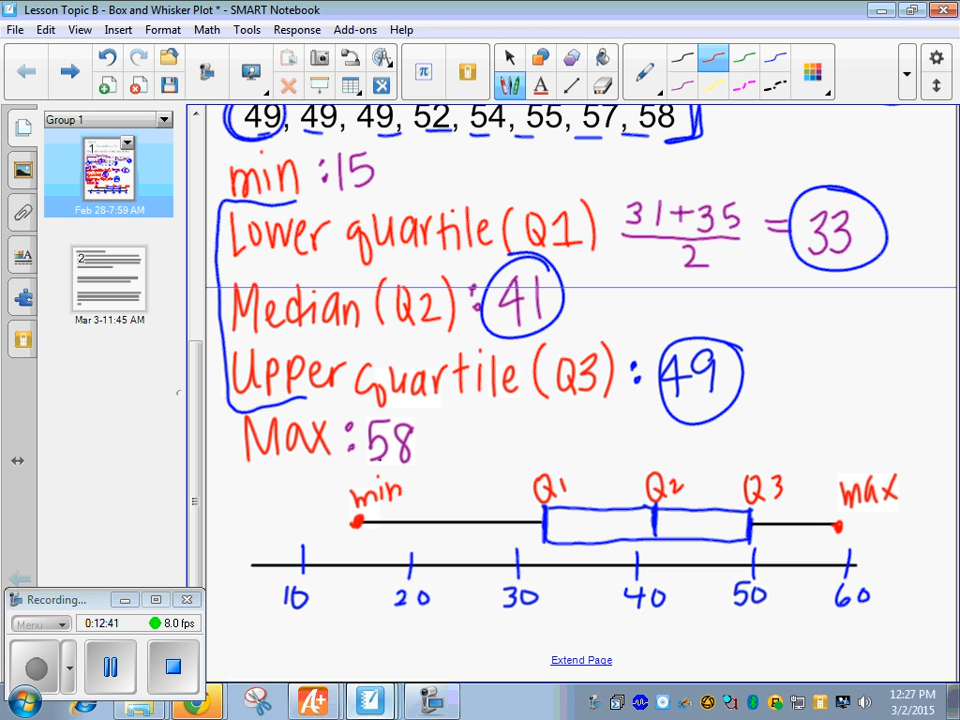 Lesson Topic B - Box and Whisker Plot * - SMART Notebook
File Edit View Insert Format Math Tools Response Add-ons Help
Group 1
1
Feb 28-7:59 AM
2
Mar 3-11:45 AM
49, 49, 49, 52, 54, 55, 57, 58
min : 15
Lower quartile (Q1) 31+35 = 33
2
Median (Q2) : 41
Upper quartile (Q3) : 49
Max : 58
min Q1 Q2 Q3 max
10 20 30 40 50 60
Extend Page
Recording...
Menu 0:12:41 8.0 fps
12:27 PM
3/2/2015